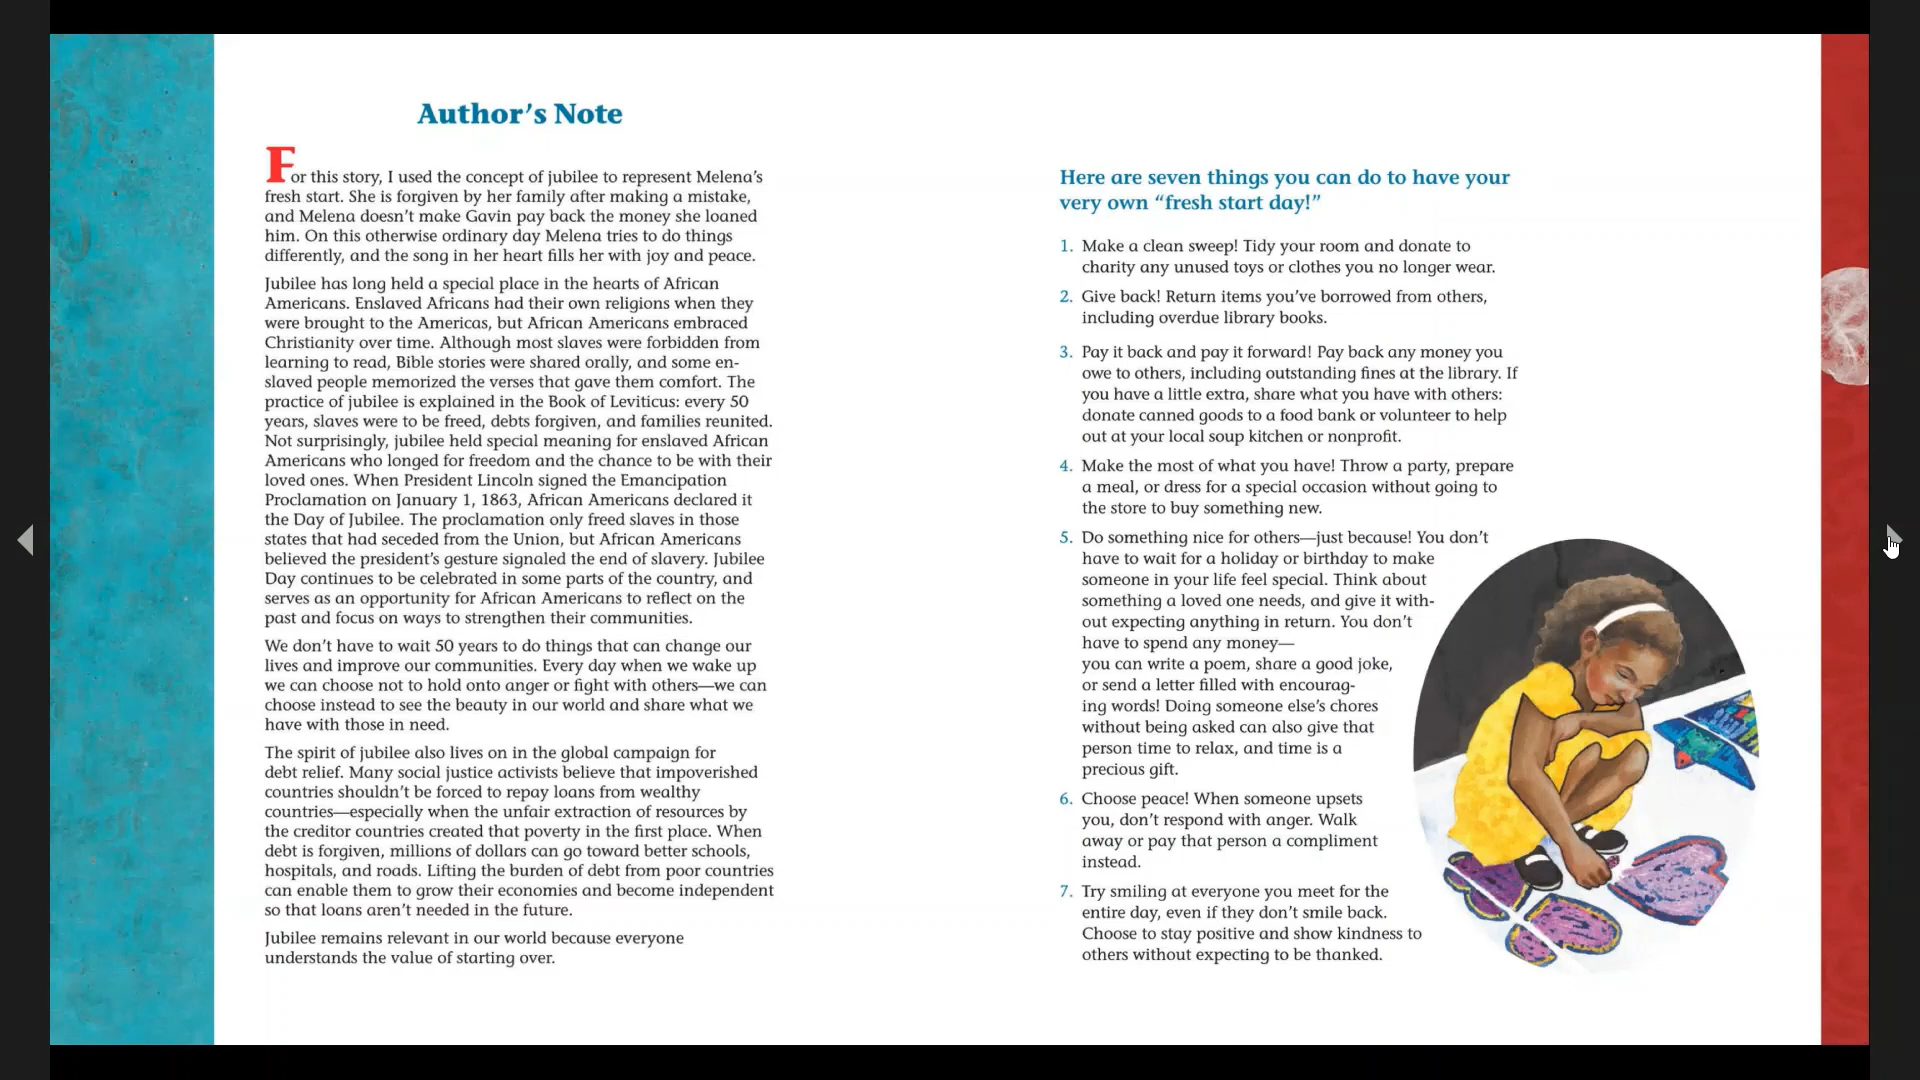 Author's Note
For this story, I used the concept of jubilee to represent Melena's
fresh start. She is forgiven by her family after making a mistake,
and Melena doesn't make Gavin pay back the money she loaned
him. On this otherwise ordinary day Melena tries to do things
differently, and the song in her heart fills her with joy and peace.
Jubilee has long held a special place in the hearts of African
Americans. Enslaved Africans had their own religions when they
were brought to the Americas, but African Americans embraced
Christianity over time. Although most slaves were forbidden from
learning to read, Bible stories were shared orally, and some en-
slaved people memorized the verses that gave them comfort. The
practice of jubilee is explained in the Book of Leviticus: every 50
years, slaves were to be freed, debts forgiven, and families reunited.
Not surprisingly, jubilee held special meaning for enslaved African
Americans who longed for freedom and the chance to be with their
loved ones. When President Lincoln signed the Emancipation
Proclamation on January 1, 1863, African Americans declared it
the Day of Jubilee. The proclamation only freed slaves in those
states that had seceded from the Union, but African Americans
believed the president's gesture signaled the end of slavery. Jubilee
Day continues to be celebrated in some parts of the country, and
serves as an opportunity for African Americans to reflect on the
past and focus on ways to strengthen their communities.
We don't have to wait 50 years to do things that can change our
lives and improve our communities. Every day when we wake up
we can choose not to hold onto anger or fight with others—we can
choose instead to see the beauty in our world and share what we
have with those in need.
The spirit of jubilee also lives on in the global campaign for
debt relief. Many social justice activists believe that impoverished
countries shouldn't be forced to repay loans from wealthy
countries—especially when the unfair extraction of resources by
the creditor countries created that poverty in the first place. When
debt is forgiven, millions of dollars can go toward better schools,
hospitals, and roads. Lifting the burden of debt from poor countries
can enable them to grow their economies and become independent
so that loans aren't needed in the future.
Jubilee remains relevant in our world because everyone
understands the value of starting over.
Here are seven things you can do to have your
very own “fresh start day!”
1. Make a clean sweep! Tidy your room and donate to
charity any unused toys or clothes you no longer wear.
2. Give back! Return items you've borrowed from others,
including overdue library books.
3. Pay it back and pay it forward! Pay back any money you
owe to others, including outstanding fines at the library. If
you have a little extra, share what you have with others:
donate canned goods to a food bank or volunteer to help
out at your local soup kitchen or nonprofit.
4. Make the most of what you have! Throw a party, prepare
a meal, or dress for a special occasion without going to
the store to buy something new.
5. Do something nice for others—just because! You don't
have to wait for a holiday or birthday to make
someone in your life feel special. Think about
something a loved one needs, and give it with-
out expecting anything in return. You don't
have to spend any money—
you can write a poem, share a good joke,
or send a letter filled with encourag-
ing words! Doing someone else's chores
without being asked can also give that
person time to relax, and time is a
precious gift.
6. Choose peace! When someone upsets
you, don't respond with anger. Walk
away or pay that person a compliment
instead.
7. Try smiling at everyone you meet for the
entire day, even if they don't smile back.
Choose to stay positive and show kindness to
others without expecting to be thanked.